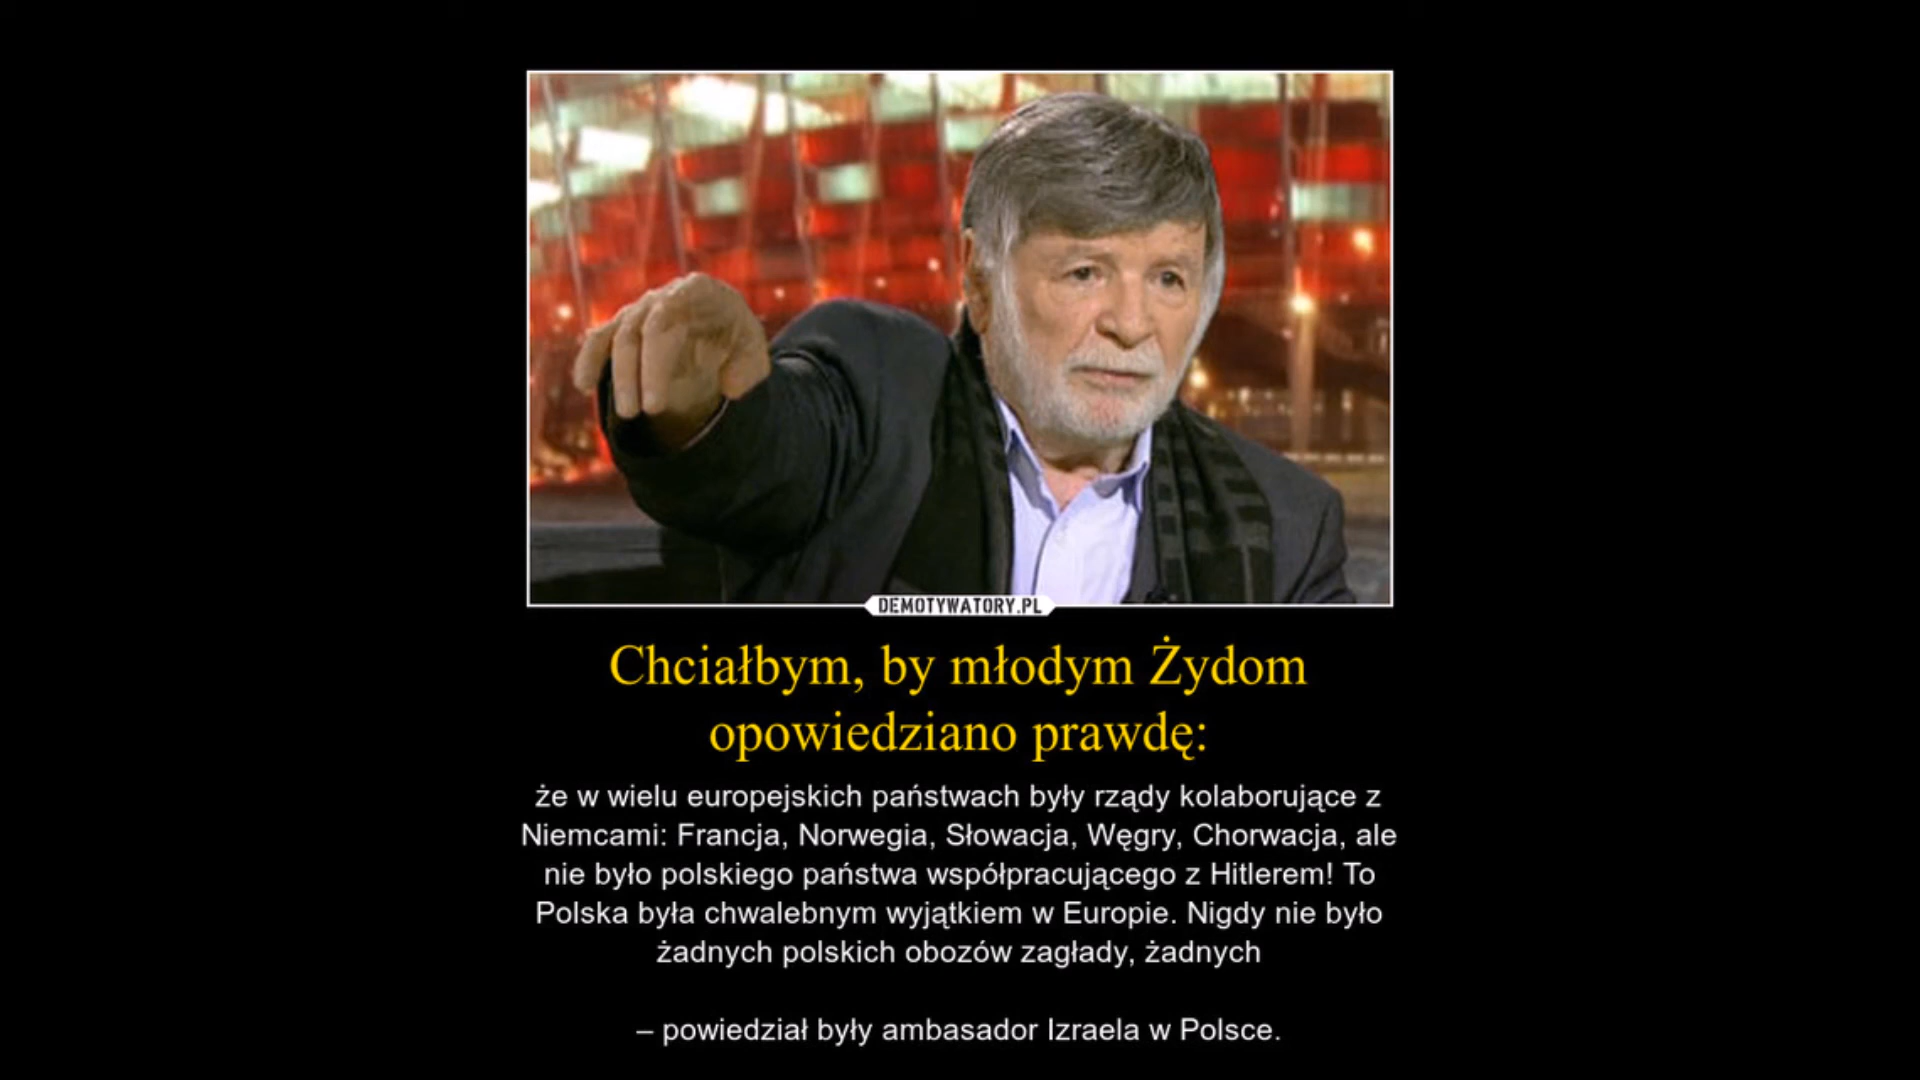 DEMOTYWATORY.PL
Chciałbym, by młodym Żydom
opowiedziano prawdę:
że w wielu europejskich państwach były rządy kolaborujące z
Niemcami: Francja, Norwegia, Słowacja, Węgry, Chorwacja, ale
nie było polskiego państwa współpracującego z Hitlerem! To
Polska była chwalebnym wyjątkiem w Europie. Nigdy nie było
żadnych polskich obozów zagłady, żadnych
– powiedział były ambasador Izraela w Polsce.